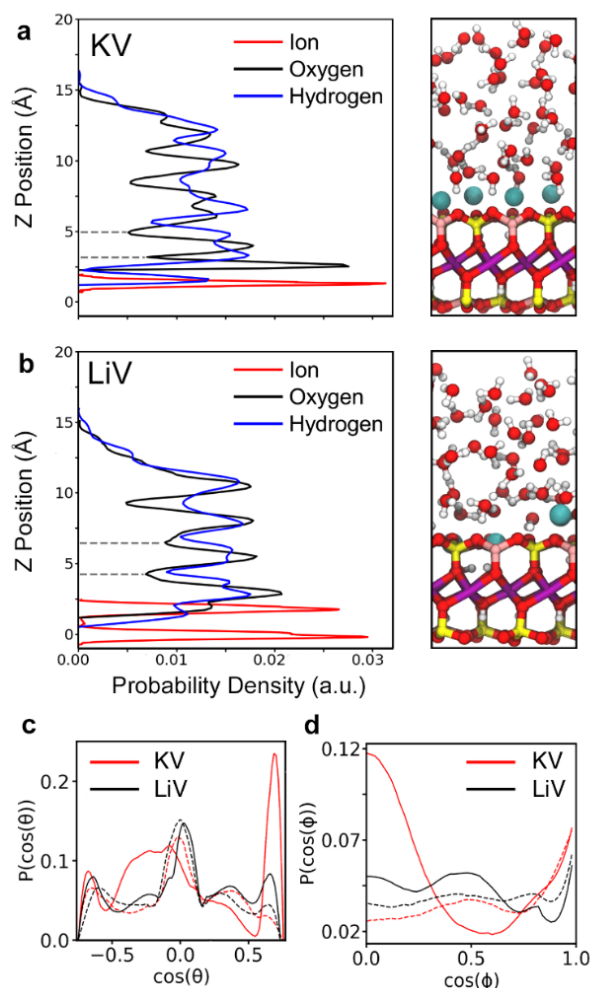 a
KV
Ion
Oxygen
Hydrogen
20
15
10
5
0
Z Position (Å)
b
LiV
Ion
Oxygen
Hydrogen
20
15
10
5
0
Z Position (Å)
0.00 0.01 0.02 0.03
Probability Density (a.u.)
c
KV
LiV
0.2
0.1
0.0
P(cos(θ))
−0.5 0.0 0.5
cos(θ)
d
KV
LiV
0.12
0.07
0.02
P(cos(ϕ))
0 0.5 1.0
cos(ϕ)